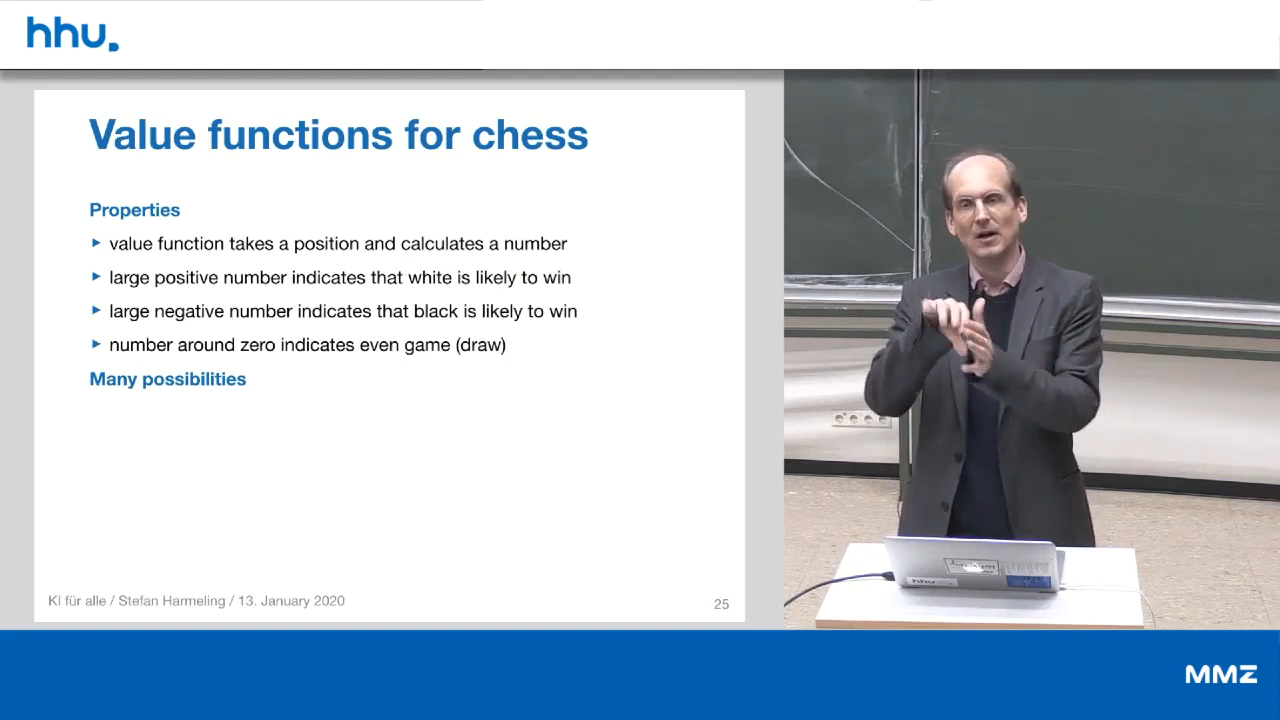 hhu.
Value functions for chess
Properties
value function takes a position and calculates a number
large positive number indicates that white is likely to win
large negative number indicates that black is likely to win
number around zero indicates even game (draw)
Many possibilities
KI für alle / Stefan Harmeling / 13. January 2020
25
hhu.
MMZ